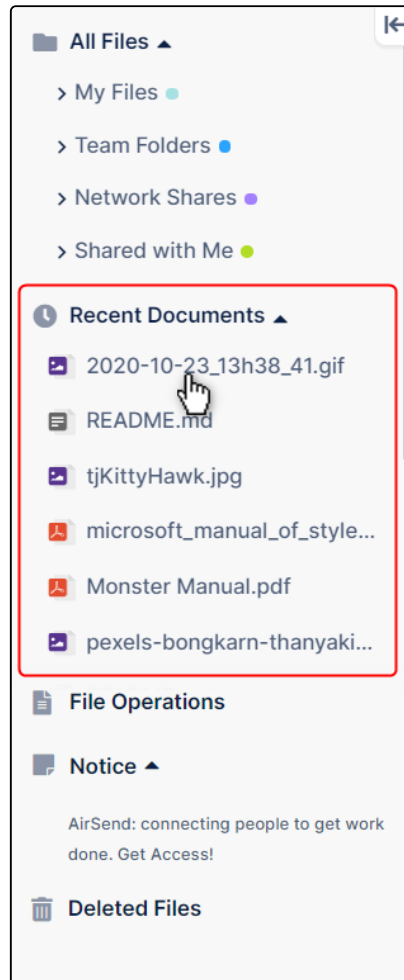 All Files
My Files
Team Folders
Network Shares
Shared with Me
Recent Documents
2020-10-23_13h38_41.gif
README.md
tjKittyHawk.jpg
microsoft_manual_of_style...
Monster Manual.pdf
pexels-bongkarn-thanyaki...
File Operations
Notice
AirSend: connecting people to get work
done. Get Access!
Deleted Files